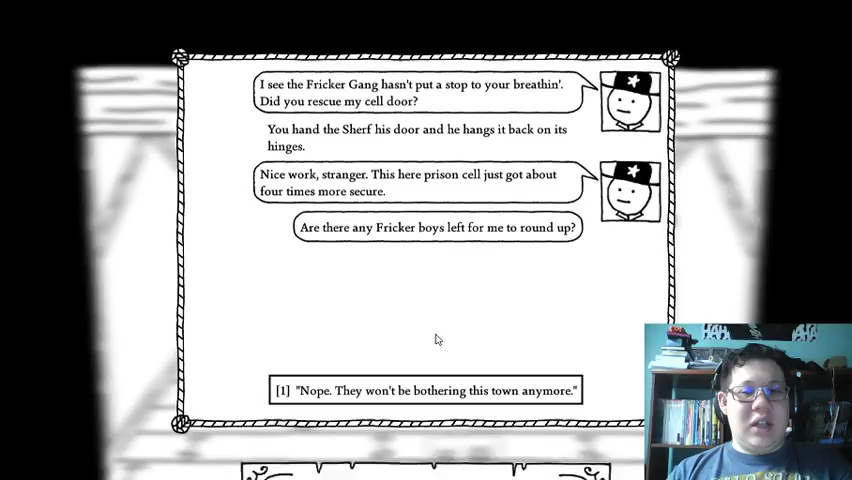 I see the Fricker Gang hasn't put a stop to your breathin'.
Did you rescue my cell door?
You hand the Sherf his door and he hangs it back on its
hinges.
Nice work, stranger. This here prison cell just got about
four times more secure.
Are there any Fricker boys left for me to round up?
[1] "Nope. They won't be bothering this town anymore."